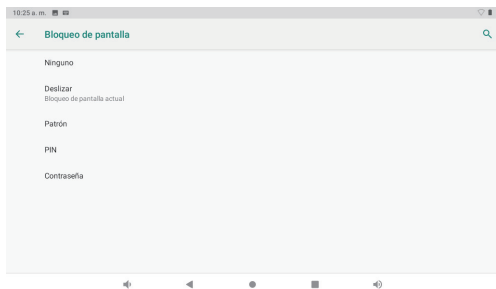 10:25 a. m.
Bloqueo de pantalla
Ninguno
Deslizar
Bloqueo de pantalla actual
Patrón
PIN
Contraseña